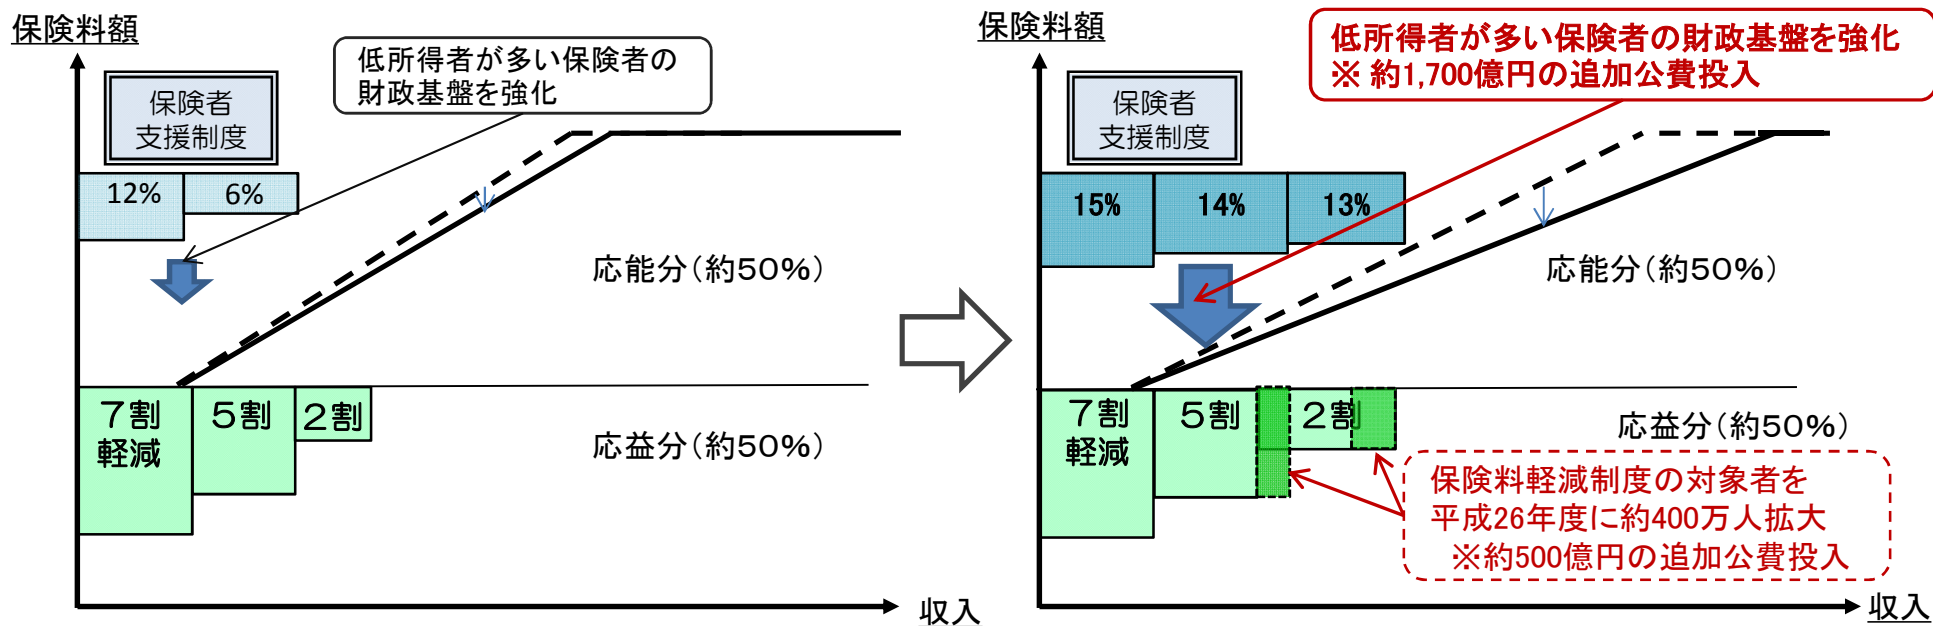 保険料額
低所得者が多い保険者の
財政基盤を強化
保険者
支援制度
12%
6%
応能分（約50%）
7割
軽減
5割
2割
応益分（約50%）
収入
保険料額
低所得者が多い保険者の財政基盤を強化
※ 約1,700億円の追加公費投入
保険者
支援制度
15%
14%
13%
応能分（約50%）
7割
軽減
5割
2割
応益分（約50%）
保険料軽減制度の対象者を
平成26年度に約400万人拡大
※約500億円の追加公費投入
収入